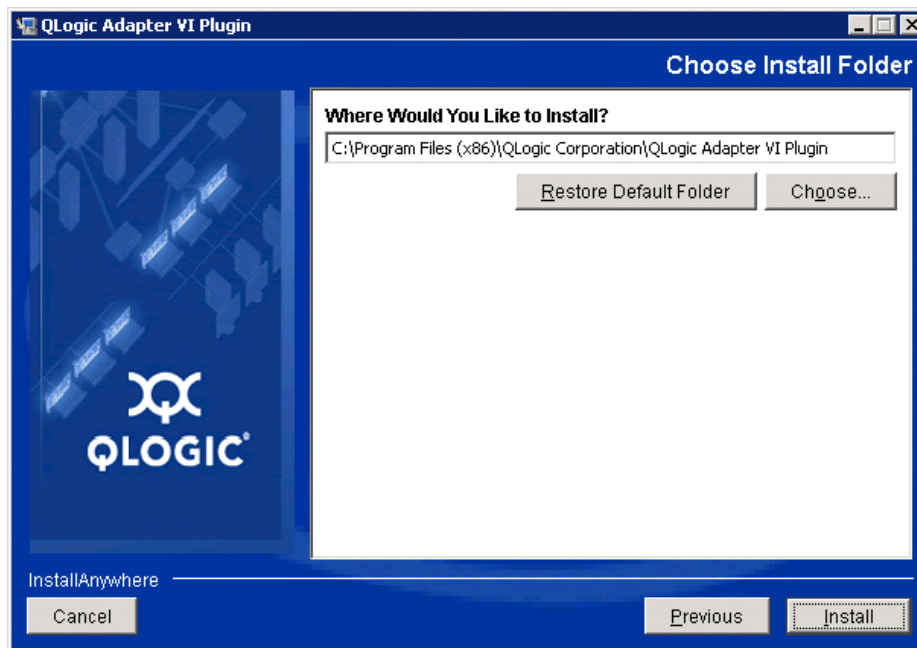 QLogic Adapter VI Plugin
Choose Install Folder
Where Would You Like to Install?
C:\Program Files (x86)\QLogic Corporation\QLogic Adapter VI Plugin
Restore Default Folder
Choose...
QLOGIC®
InstallAnywhere
Cancel
Previous
Install